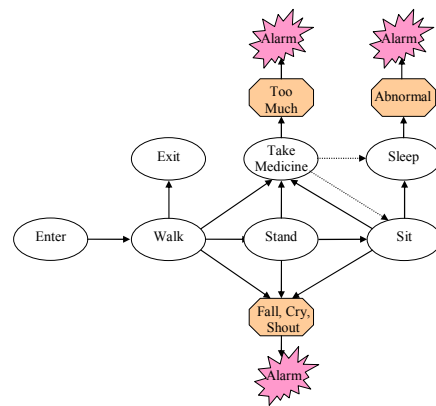 Alarm
Alarm
Too
Much
Abnormal
Exit
Take
Medicine
Sleep
Enter
Walk
Stand
Sit
Fall, Cry,
Shout
Alarm